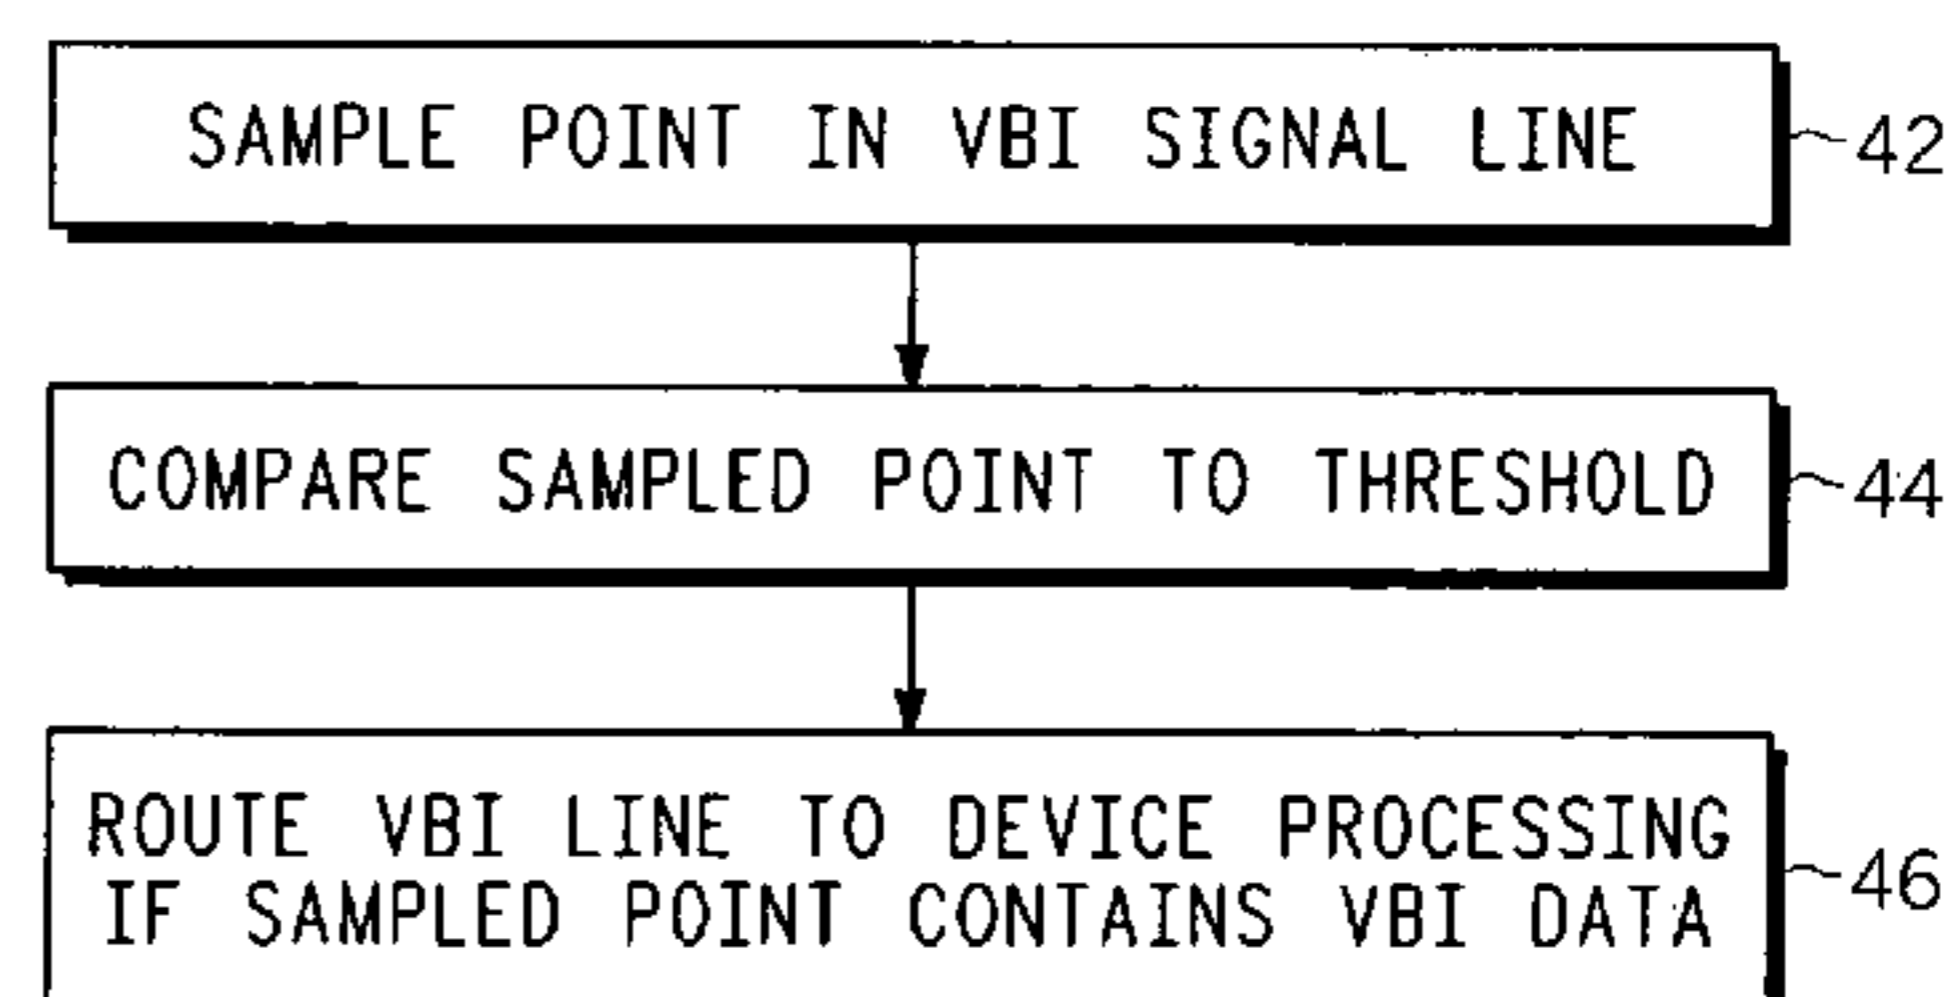 SAMPLE POINT IN VBI SIGNAL LINE
42
COMPARE SAMPLED POINT TO THRESHOLD
44
ROUTE VBI LINE TO DEVICE PROCESSING
IF SAMPLED POINT CONTAINS VBI DATA
46